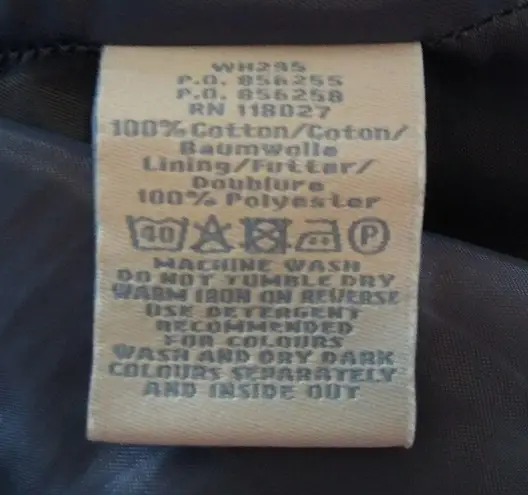 WH295
P.O. 856255
P.O. 856258
RN 118027
100% Cotton/Coton/
Baumwolle
Lining/Futter/
Doublure
100% Polyester
40 P
MACHINE WASH
DO NOT TUMBLE DRY
WARM IRON ON REVERSE
USE DETERGENT
RECOMMENDED
FOR COLOURS
WASH AND DRY DARK
COLOURS SEPARATELY
AND INSIDE OUT